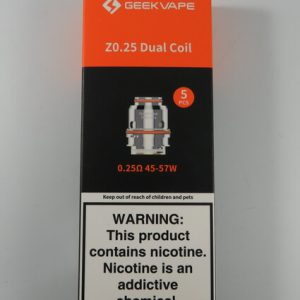 GEEKVAPE
Z0.25 Dual Coil
5
PCS
0.25Ω 45-57W
Keep out of reach of children and pets
WARNING:
This product
contains nicotine.
Nicotine is an
addictive
chemical.